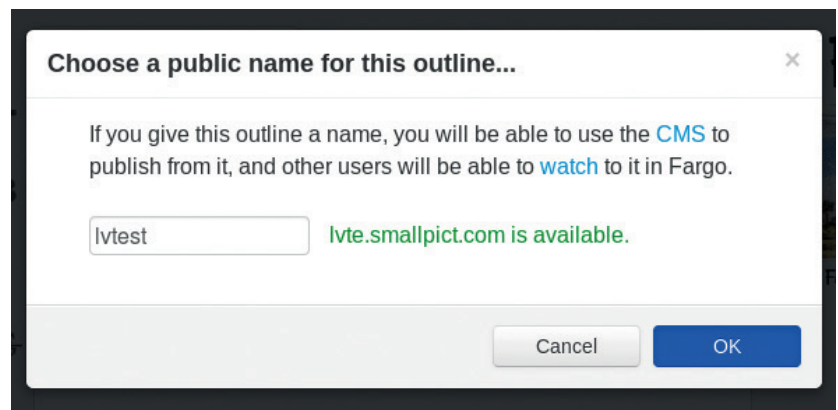 Choose a public name for this outline...
×
If you give this outline a name, you will be able to use the CMS to
publish from it, and other users will be able to watch to it in Fargo.
lvtest lvte.smallpict.com is available.
Cancel OK